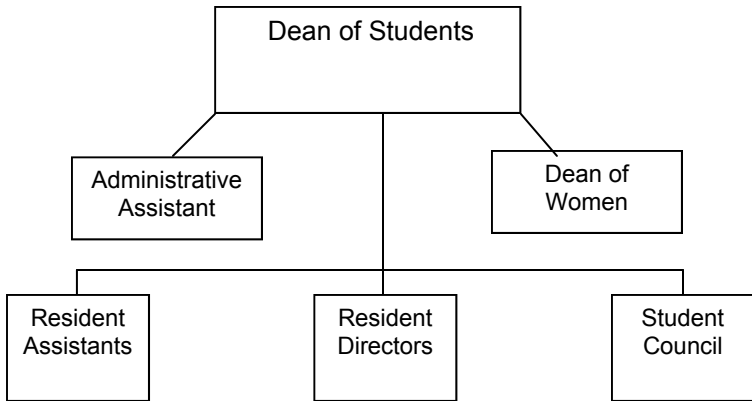 Dean of Students
Administrative
Assistant
Dean of
Women
Resident
Assistants
Resident
Directors
Student
Council